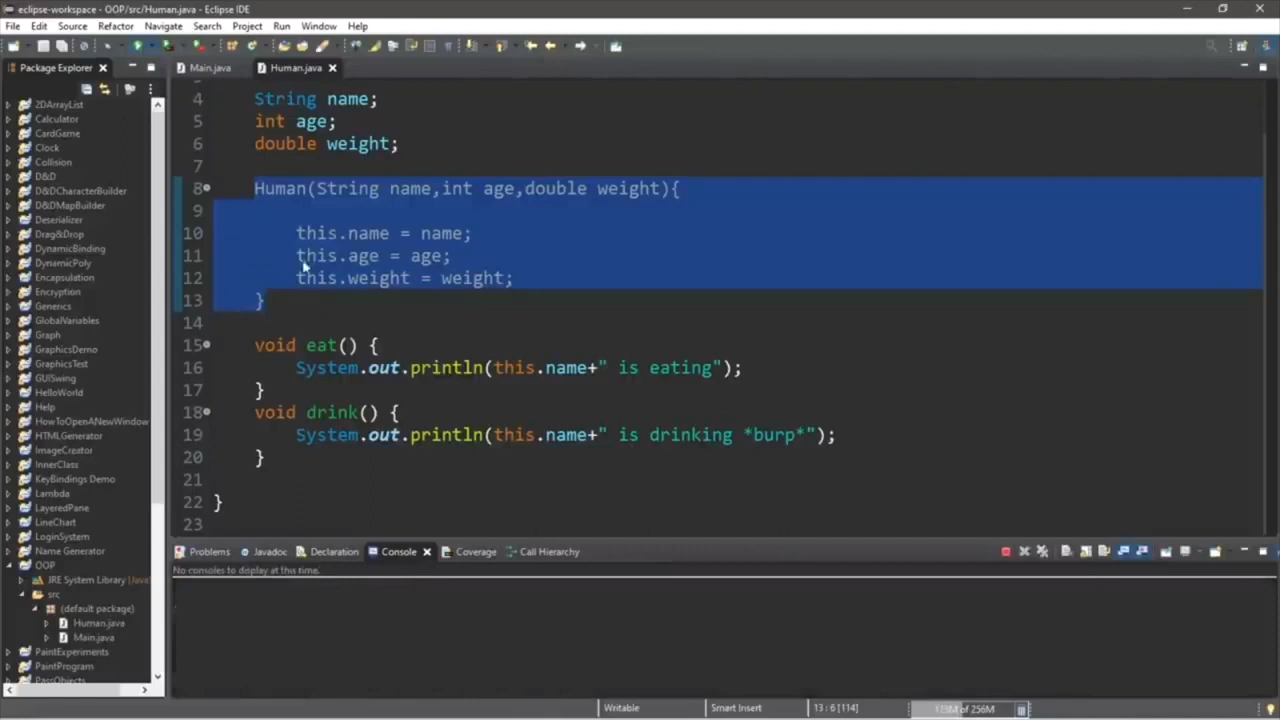 eclipse-workspace - OOP/src/Human.java - Eclipse IDE
File Edit Source Refactor Navigate Search Project Run Window Help
Package Explorer
Main.java Human.java
2DArrayList
Calculator
CardGame
Clock
Collision
D&D
D&DCharacterBuilder
D&DMapBuilder
Deserializer
Drag&Drop
DynamicBinding
DynamicPoly
Encapsulation
Encryption
Generics
GlobalVariables
Graph
GraphicsDemo
GraphicsTest
GUISwing
HelloWorld
Help
HowToOpenANewWindow
HTMLGenerator
ImageCreator
InnerClass
KeyBindings Demo
Lambda
LayeredPane
LineChart
LoginSystem
Name Generator
OOP
JRE System Library [Java
src
(default package)
Human.java
Main.java
PaintExperiments
PaintProgram
PassObjects
4 String name;
5 int age;
6 double weight;
7
8 Human(String name,int age,double weight){
9
10 this.name = name;
11 this.age = age;
12 this.weight = weight;
13 }
14
15 void eat() {
16 System.out.println(this.name+" is eating");
17 }
18 void drink() {
19 System.out.println(this.name+" is drinking *burp*");
20 }
21
22 }
23
Problems Javadoc Declaration Console Coverage Call Hierarchy
No consoles to display at this time.
Writable Smart Insert 13 : 6 [114] of 256M